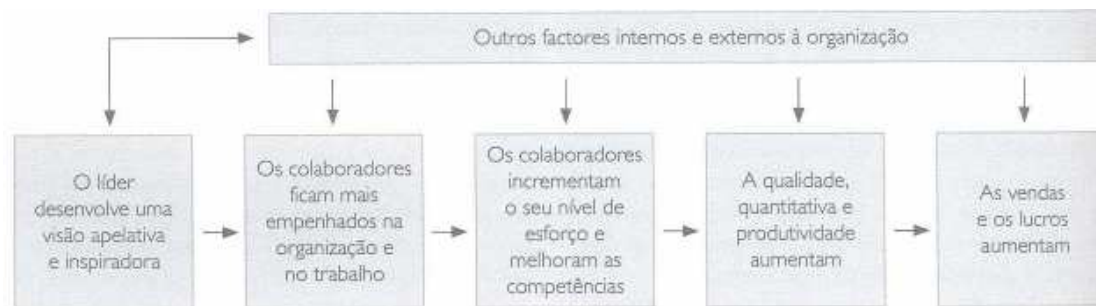 Outros factores internos e externos à organização
O líder
desenvolve uma
visão apelativa
e inspiradora
Os colaboradores
ficam mais
empenhados na
organização e
no trabalho
Os colaboradores
incrementam
o seu nível de
esforço e
melhoram as
competências
A qualidade,
quantitativa e
produtividade
aumentam
As vendas
e os lucros
aumentam